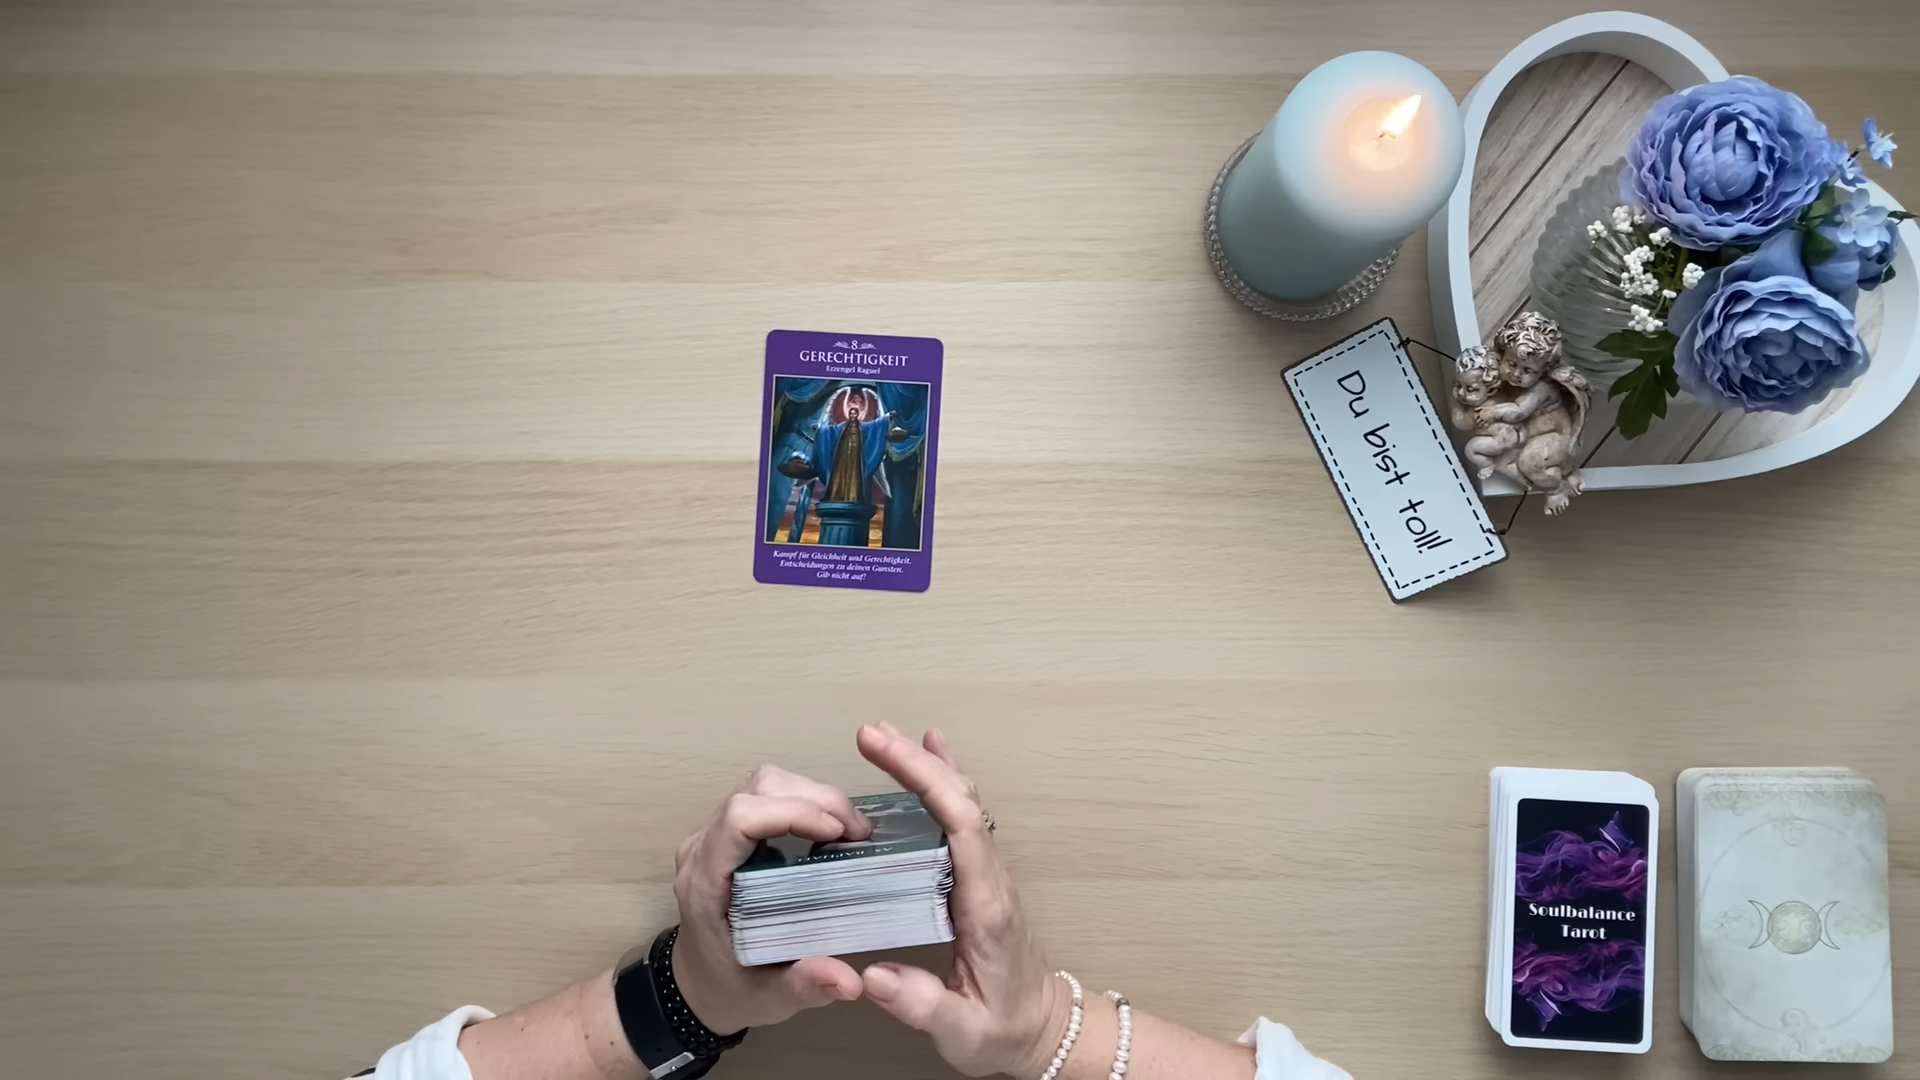 8
GERECHTIGKEIT
Erzengel Raguel
Kampf für Gleichheit und Gerechtigkeit.
Entscheidungen zu deinen Gunsten.
Gib nicht auf!
Du bist toll!
Soulbalance
Tarot